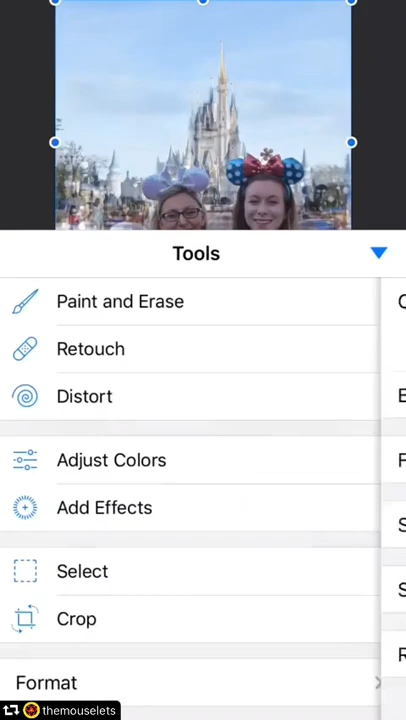 Tools
Paint and Erase
Retouch
Distort
Adjust Colors
Add Effects
Select
Crop
Format
themouselets